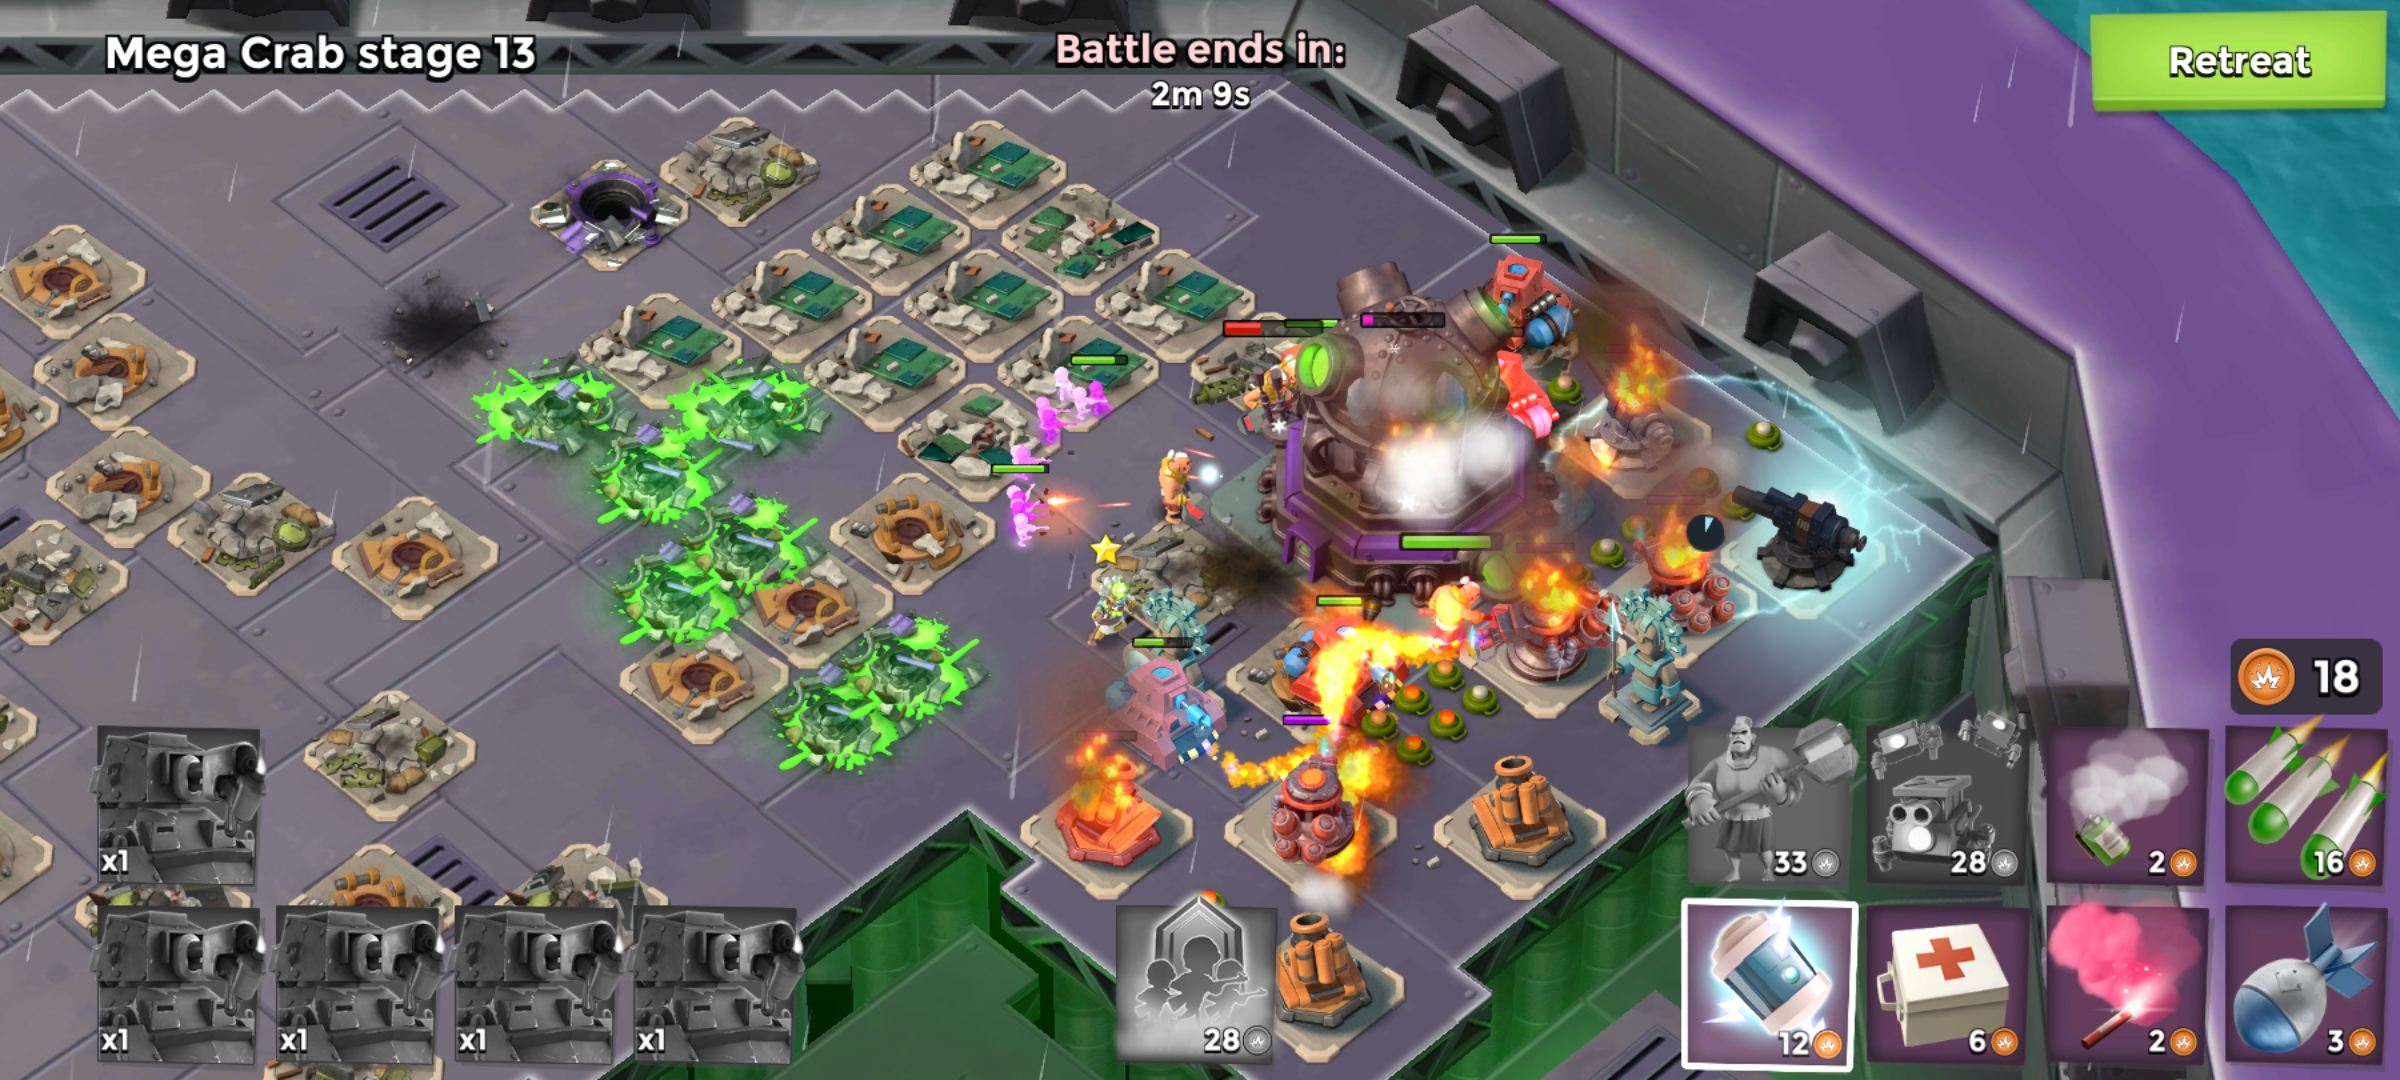 Mega Crab stage 13
Battle ends in:
2m 9s
Retreat
18
33
28
2
16
x1
x1
x1
x1
x1
28
12
6
2
3